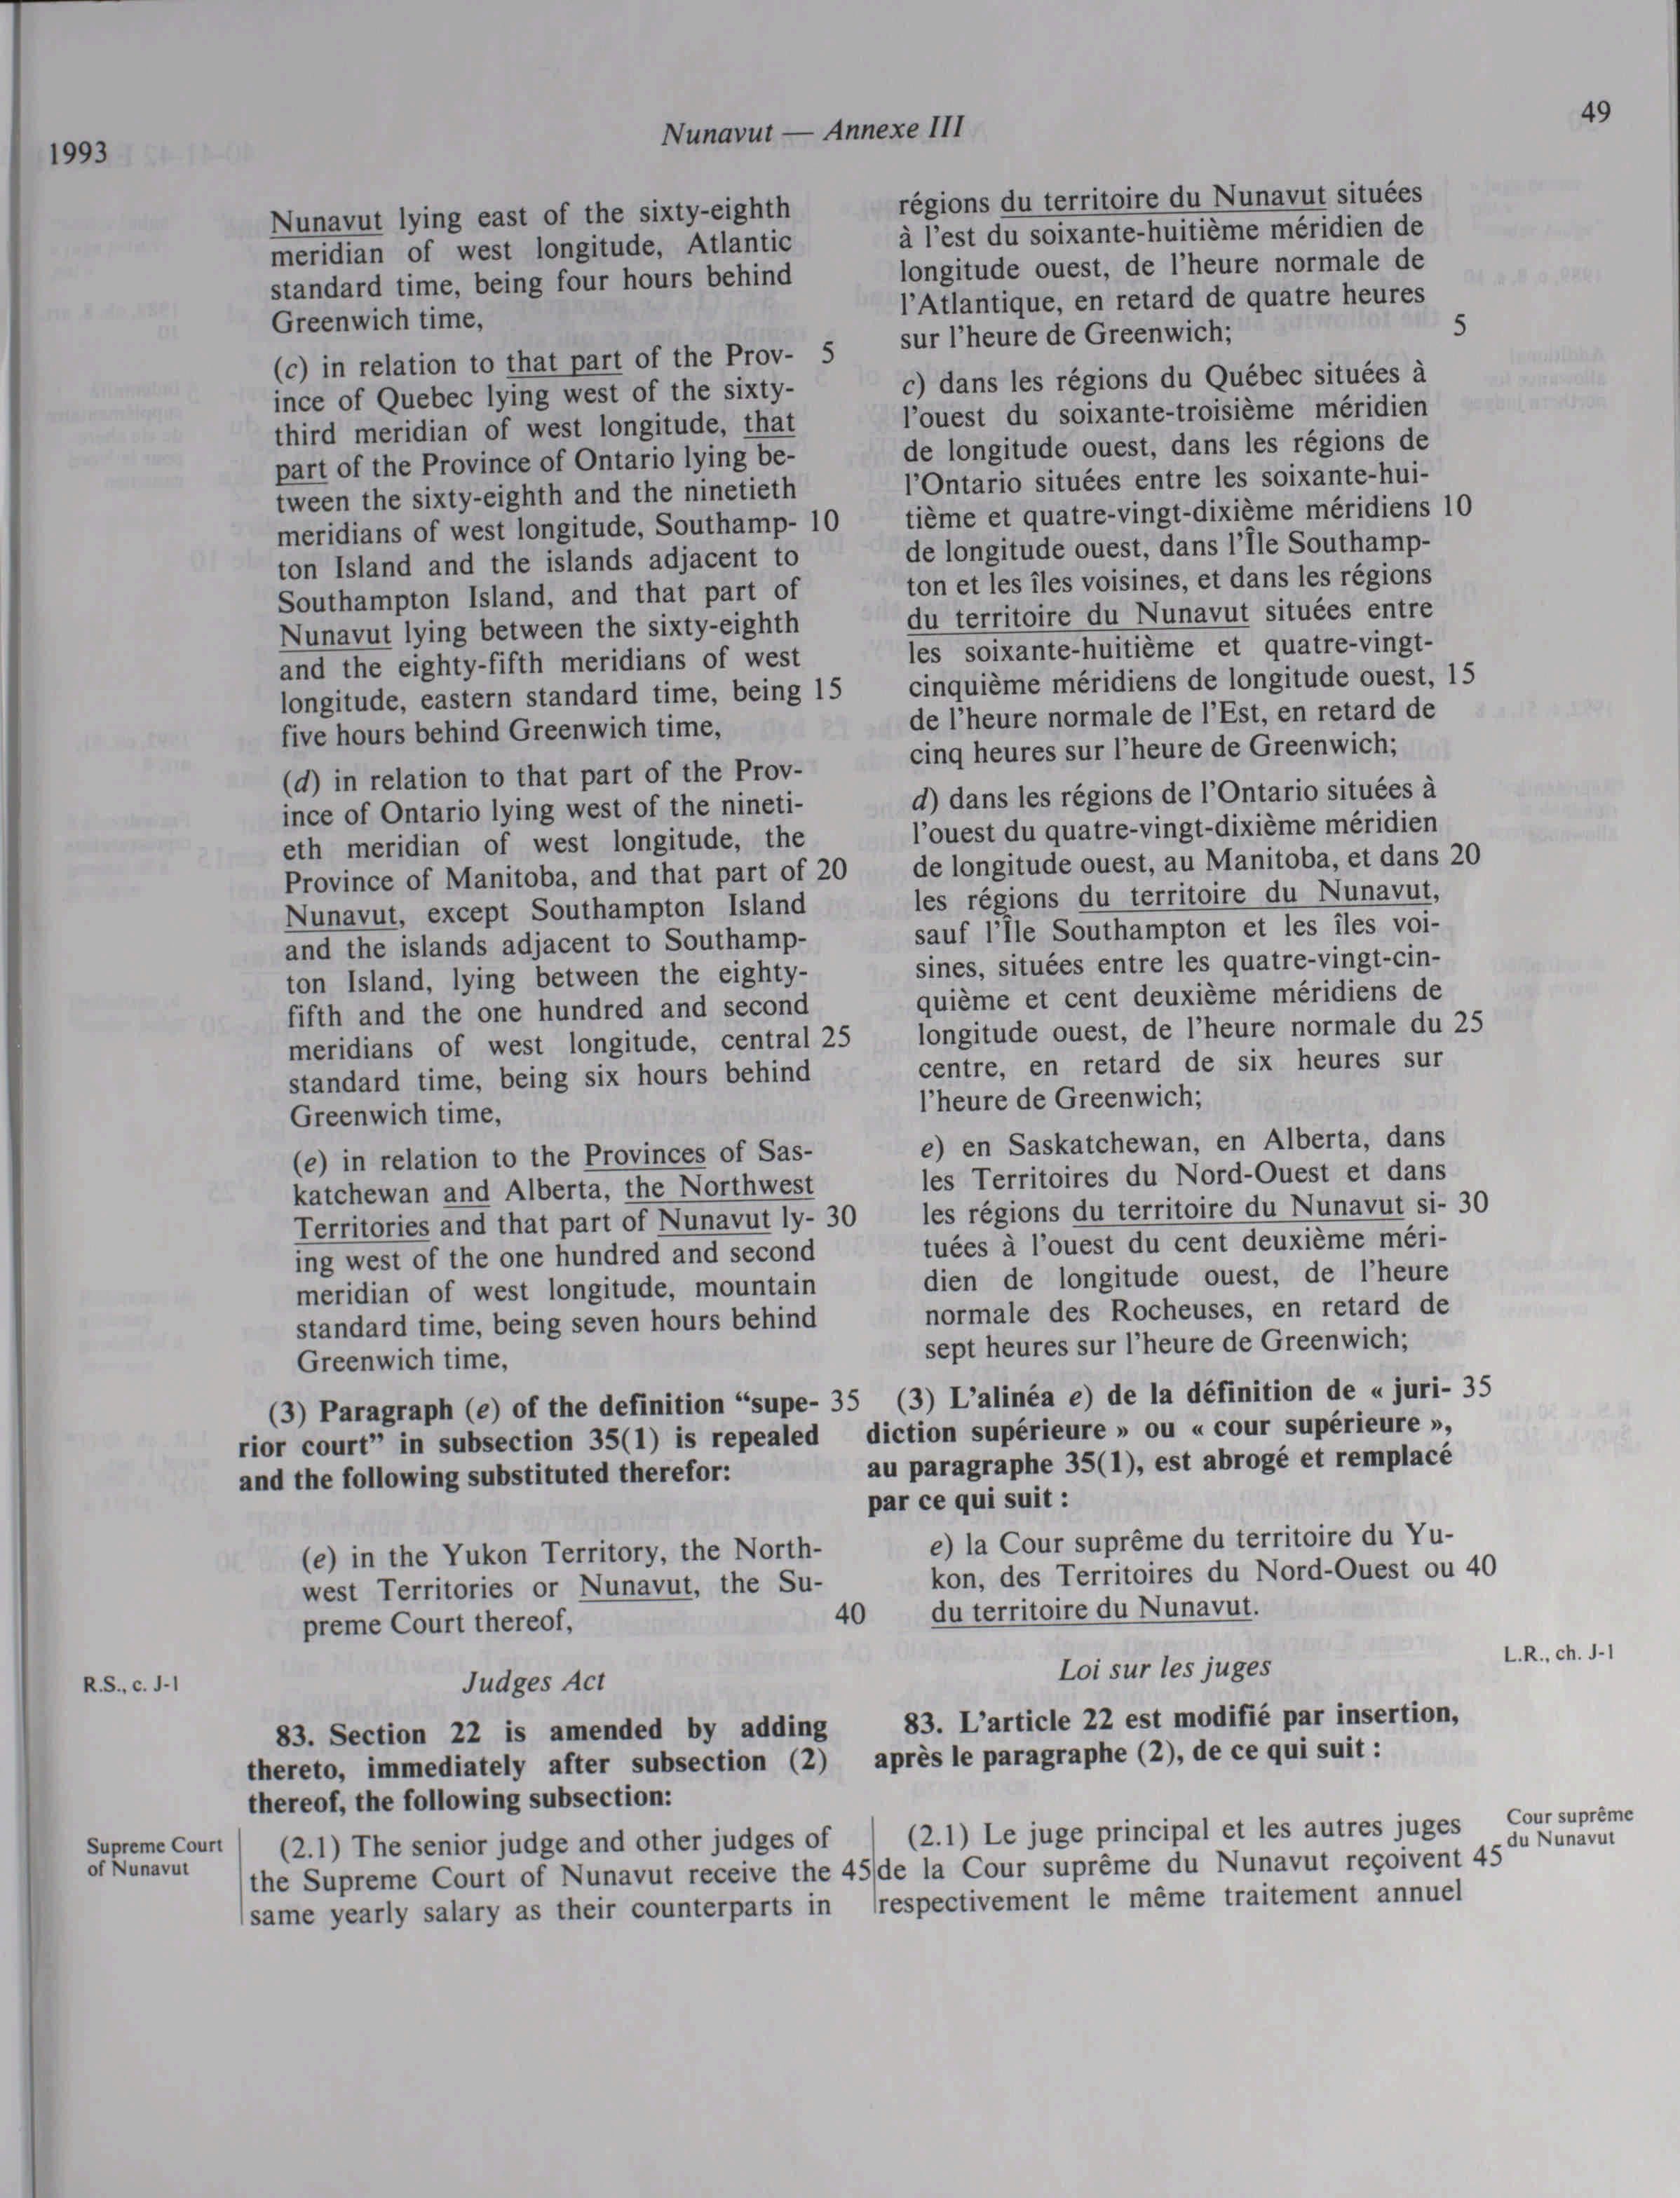 1993
Nunavut — Annexe III
49
Nunavut lying east of the sixty-eighth
meridian of west longitude, Atlantic
standard time, being four hours behind
Greenwich time,
(c) in relation to that part of the Prov- 5
ince of Quebec lying west of the sixty-
third meridian of west longitude, that
part of the Province of Ontario lying be-
tween the sixty-eighth and the ninetieth
meridians of west longitude, Southamp- 10
ton Island and the islands adjacent to
Southampton Island, and that part of
Nunavut lying between the sixty-eighth
and the eighty-fifth meridians of west
longitude, eastern standard time, being 15
five hours behind Greenwich time,
(d) in relation to that part of the Prov-
ince of Ontario lying west of the nineti-
eth meridian of west longitude, the
Province of Manitoba, and that part of 20
Nunavut, except Southampton Island
and the islands adjacent to Southamp-
ton Island, lying between the eighty-
fifth and the one hundred and second
meridians of west longitude, central 25
standard time, being six hours behind
Greenwich time,
(e) in relation to the Provinces of Sas-
katchewan and Alberta, the Northwest
Territories and that part of Nunavut ly- 30
ing west of the one hundred and second
meridian of west longitude, mountain
standard time, being seven hours behind
Greenwich time,
(3) Paragraph (e) of the definition “supe- 35
rior court” in subsection 35(1) is repealed
and the following substituted therefor:
(e) in the Yukon Territory, the North-
west Territories or Nunavut, the Su-
preme Court thereof, 40
R.S., c. J-1
Judges Act
83. Section 22 is amended by adding
thereto, immediately after subsection (2)
thereof, the following subsection:
Supreme Court
of Nunavut
(2.1) The senior judge and other judges of
the Supreme Court of Nunavut receive the 45
same yearly salary as their counterparts in
régions du territoire du Nunavut situées
à l’est du soixante-huitième méridien de
longitude ouest, de l’heure normale de
l’Atlantique, en retard de quatre heures
sur l’heure de Greenwich; 5
c) dans les régions du Québec situées à
l’ouest du soixante-troisième méridien
de longitude ouest, dans les régions de
l’Ontario situées entre les soixante-hui-
tième et quatre-vingt-dixième méridiens 10
de longitude ouest, dans l’Île Southamp-
ton et les îles voisines, et dans les régions
du territoire du Nunavut situées entre
les soixante-huitième et quatre-vingt-
cinquième méridiens de longitude ouest, 15
de l’heure normale de l’Est, en retard de
cinq heures sur l’heure de Greenwich;
d) dans les régions de l’Ontario situées à
l’ouest du quatre-vingt-dixième méridien
de longitude ouest, au Manitoba, et dans 20
les régions du territoire du Nunavut,
sauf l’Île Southampton et les îles voi-
sines, situées entre les quatre-vingt-cin-
quième et cent deuxième méridiens de
longitude ouest, de l’heure normale du 25
centre, en retard de six heures sur
l’heure de Greenwich;
e) en Saskatchewan, en Alberta, dans
les Territoires du Nord-Ouest et dans
les régions du territoire du Nunavut si- 30
tuées à l’ouest du cent deuxième méri-
dien de longitude ouest, de l’heure
normale des Rocheuses, en retard de
sept heures sur l’heure de Greenwich;
(3) L’alinéa e) de la définition de « juri- 35
diction supérieure » ou « cour supérieure »,
au paragraphe 35(1), est abrogé et remplacé
par ce qui suit :
e) la Cour suprême du territoire du Yu-
kon, des Territoires du Nord-Ouest ou 40
du territoire du Nunavut.
Loi sur les juges
L.R., ch. J-1
83. L’article 22 est modifié par insertion,
après le paragraphe (2), de ce qui suit :
(2.1) Le juge principal et les autres juges
de la Cour suprême du Nunavut reçoivent 45
respectivement le même traitement annuel
Cour suprême
du Nunavut